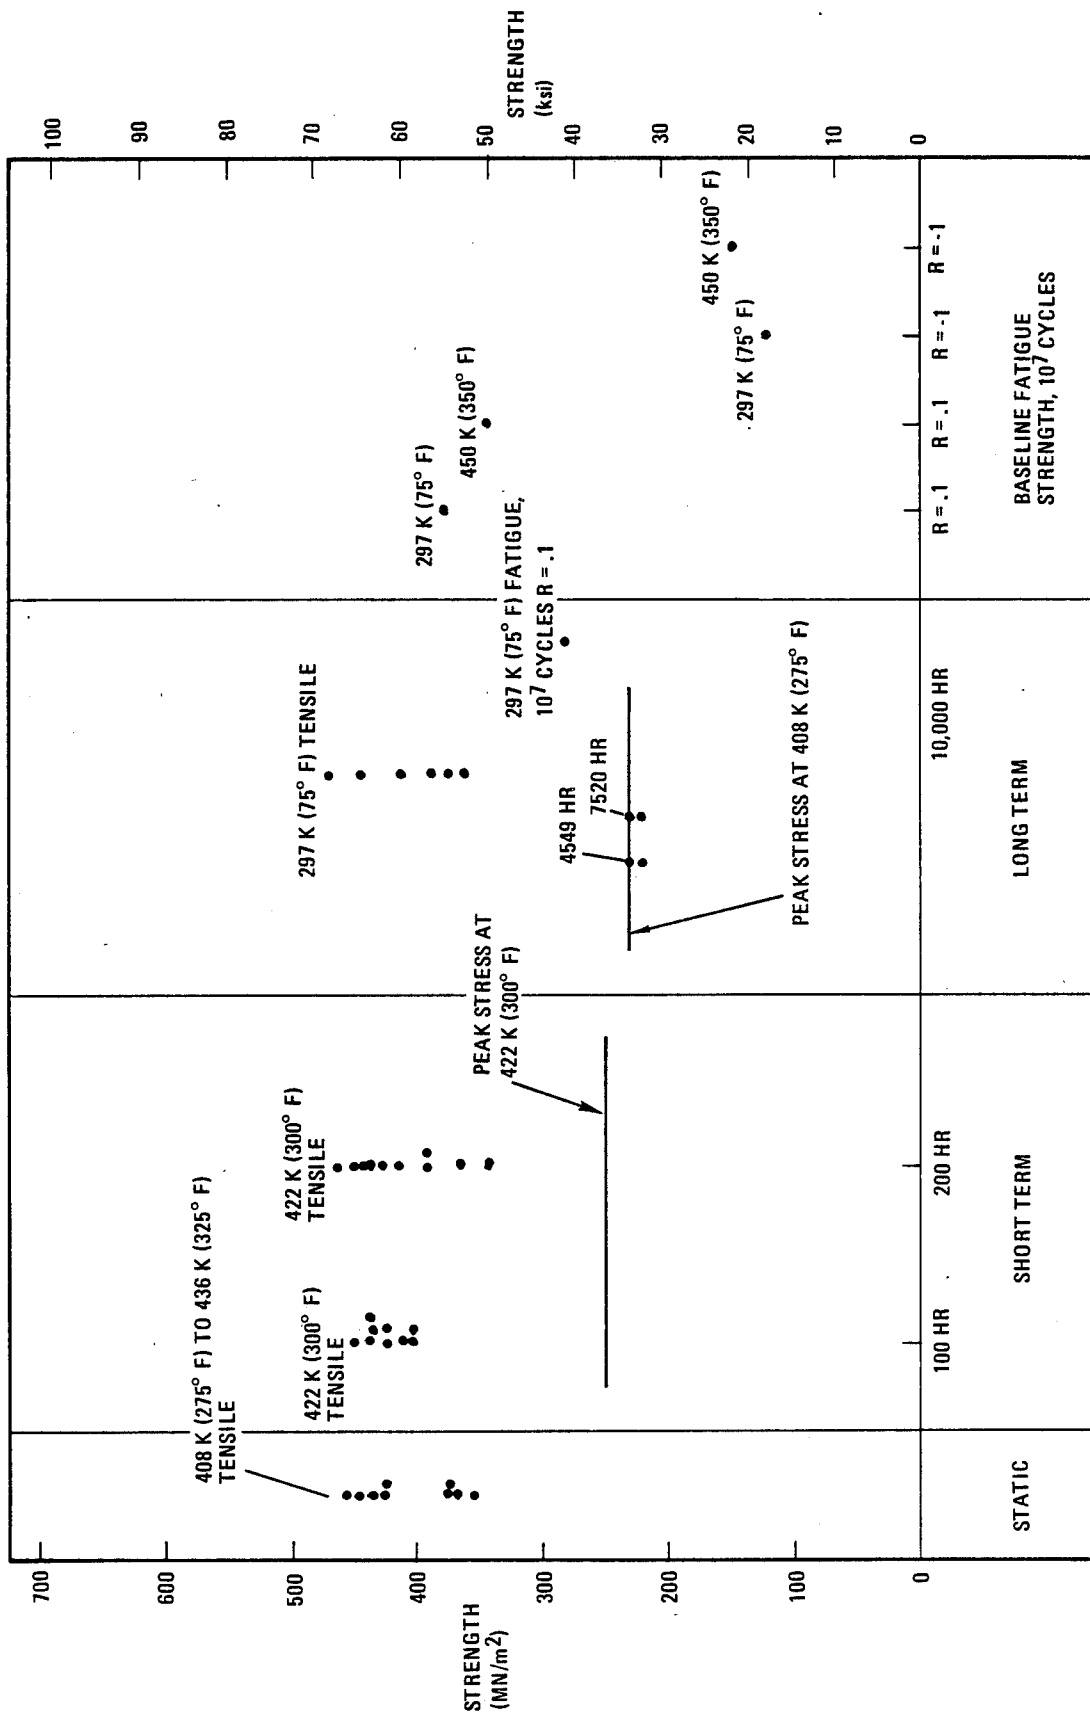 700
600
500
400
300
200
100
0
STRENGTH
(MN/m²)
100
90
80
70
60
50
40
30
20
10
0
STRENGTH
(ksi)
408 K (275° F) TO 436 K (325° F)
TENSILE
422 K (300° F)
TENSILE
422 K (300° F)
TENSILE
PEAK STRESS AT
422 K (300° F)
297 K (75° F) TENSILE
4549 HR
7520 HR
PEAK STRESS AT 408 K (275° F)
297 K (75° F) FATIGUE,
10⁷ CYCLES R = .1
297 K (75° F)
450 K (350° F)
297 K (75° F)
450 K (350° F)
100 HR
200 HR
10,000 HR
R = .1
R = .1
R = -1
R = -1
STATIC
SHORT TERM
LONG TERM
BASELINE FATIGUE
STRENGTH, 10⁷ CYCLES